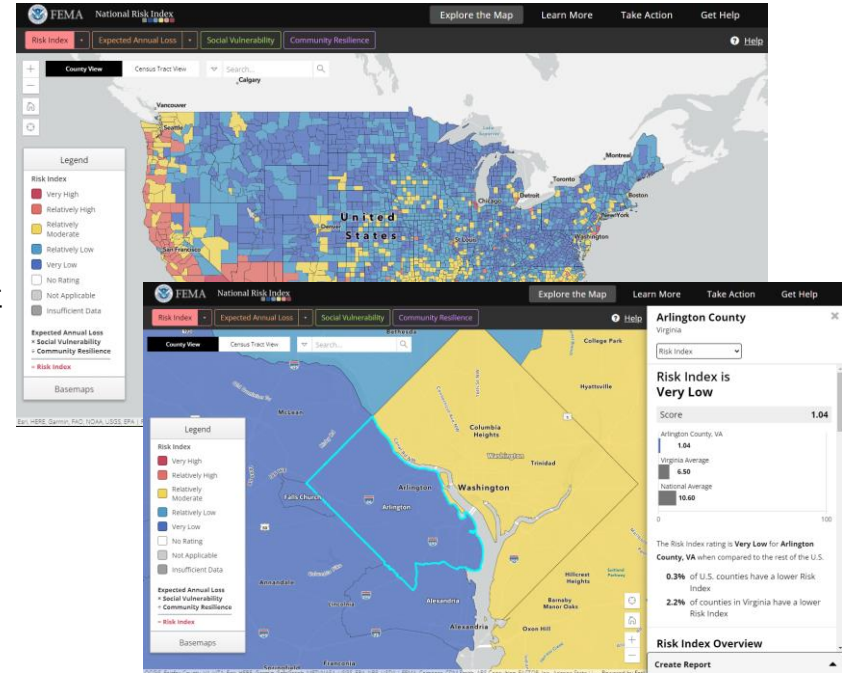 FEMA National Risk Index
Explore the Map Learn More Take Action Get Help
Risk Index Expected Annual Loss Social Vulnerability Community Resilience
Help
County View Census Tract View Search...
Calgary
Vancouver
Seattle
Lake Superior
Montreal
Toronto
Boston
Detroit
Chicago
New York
United States
Denver
St Louis
Washington
San Francisco
Legend
Risk Index
Very High
Relatively High
Relatively
Moderate
Relatively Low
Very Low
No Rating
Not Applicable
Insufficient Data
Expected Annual Loss
× Social Vulnerability
÷ Community Resilience
= Risk Index
Basemaps
FEMA National Risk Index
Explore the Map Learn More Take Action Get Help
Risk Index Expected Annual Loss Social Vulnerability Community Resilience
Help
County View Census Tract View Search...
Bethesda
College Park
Hyattsville
McLean
Columbia
Heights
Washington
Trinidad
Arlington
Washington
Falls Church
Arlington
Annandale
Hillcrest
Heights
Suitland
Parkway
Lincolnia
Alexandria
Barnaby
Manor Oaks
Alexandria
Oxon Hill
Springfield
Franconia
Legend
Risk Index
Very High
Relatively High
Relatively
Moderate
Relatively Low
Very Low
No Rating
Not Applicable
Insufficient Data
Expected Annual Loss
× Social Vulnerability
÷ Community Resilience
= Risk Index
Basemaps
Arlington County
Virginia
Risk Index
Risk Index is
Very Low
Score 1.04
Arlington County, VA
1.04
Virginia Average
6.50
National Average
10.60
0 100
The Risk Index rating is Very Low for Arlington
County, VA when compared to the rest of the U.S.
0.3% of U.S. counties have a lower Risk
Index
2.2% of counties in Virginia have a lower
Risk Index
Risk Index Overview
Create Report